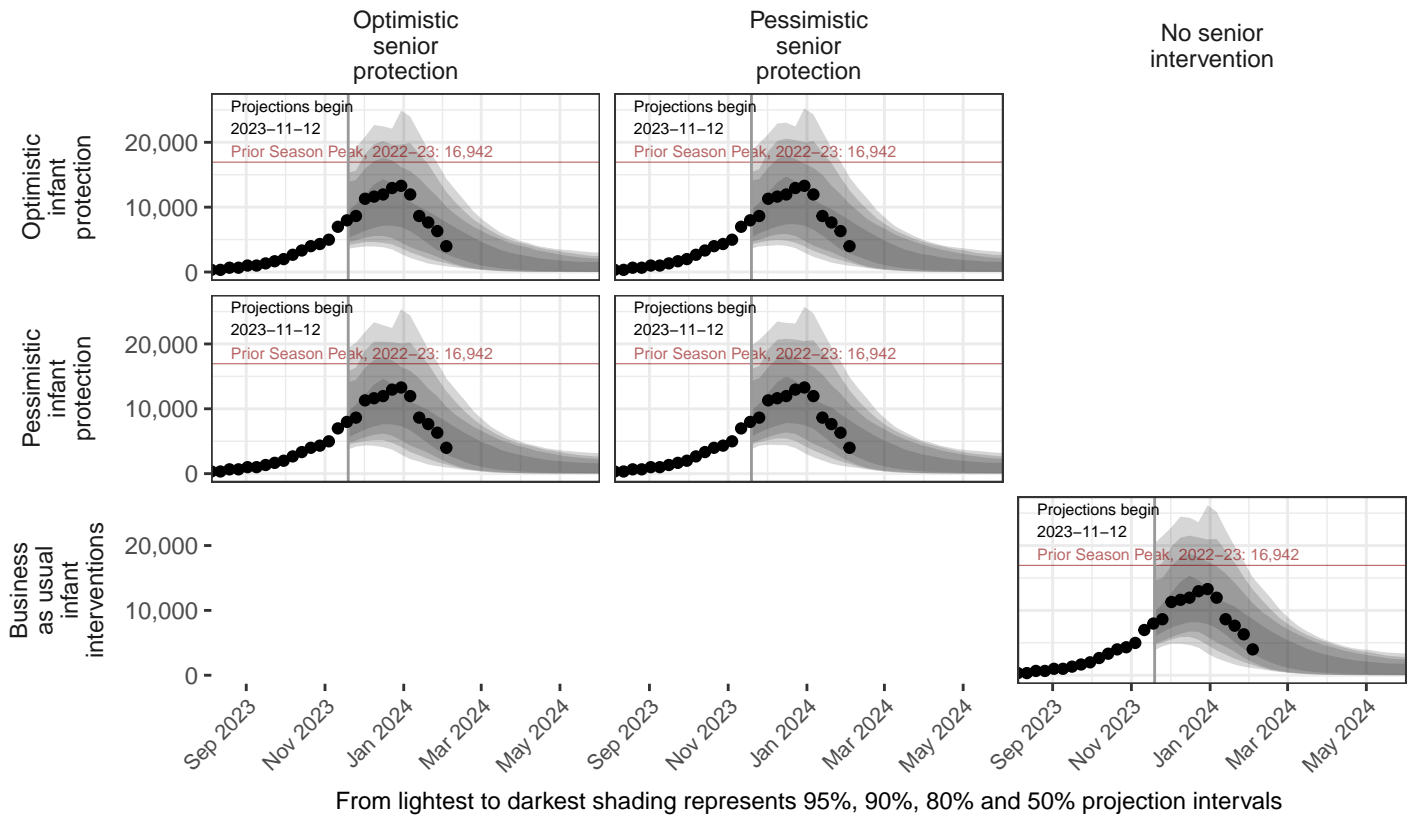 Optimistic
senior
protection
Pessimistic
senior
protection
No senior
intervention
Optimistic
infant
protection
20,000
10,000
0
Projections begin
2023−11−12
Prior Season Peak, 2022−23: 16,942
Projections begin
2023−11−12
Prior Season Peak, 2022−23: 16,942
Pessimistic
infant
protection
20,000
10,000
0
Projections begin
2023−11−12
Prior Season Peak, 2022−23: 16,942
Projections begin
2023−11−12
Prior Season Peak, 2022−23: 16,942
Business
as usual
infant
interventions
20,000
10,000
0
Projections begin
2023−11−12
Prior Season Peak, 2022−23: 16,942
Sep 2023
Nov 2023
Jan 2024
Mar 2024
May 2024
Sep 2023
Nov 2023
Jan 2024
Mar 2024
May 2024
Sep 2023
Nov 2023
Jan 2024
Mar 2024
May 2024
From lightest to darkest shading represents 95%, 90%, 80% and 50% projection intervals